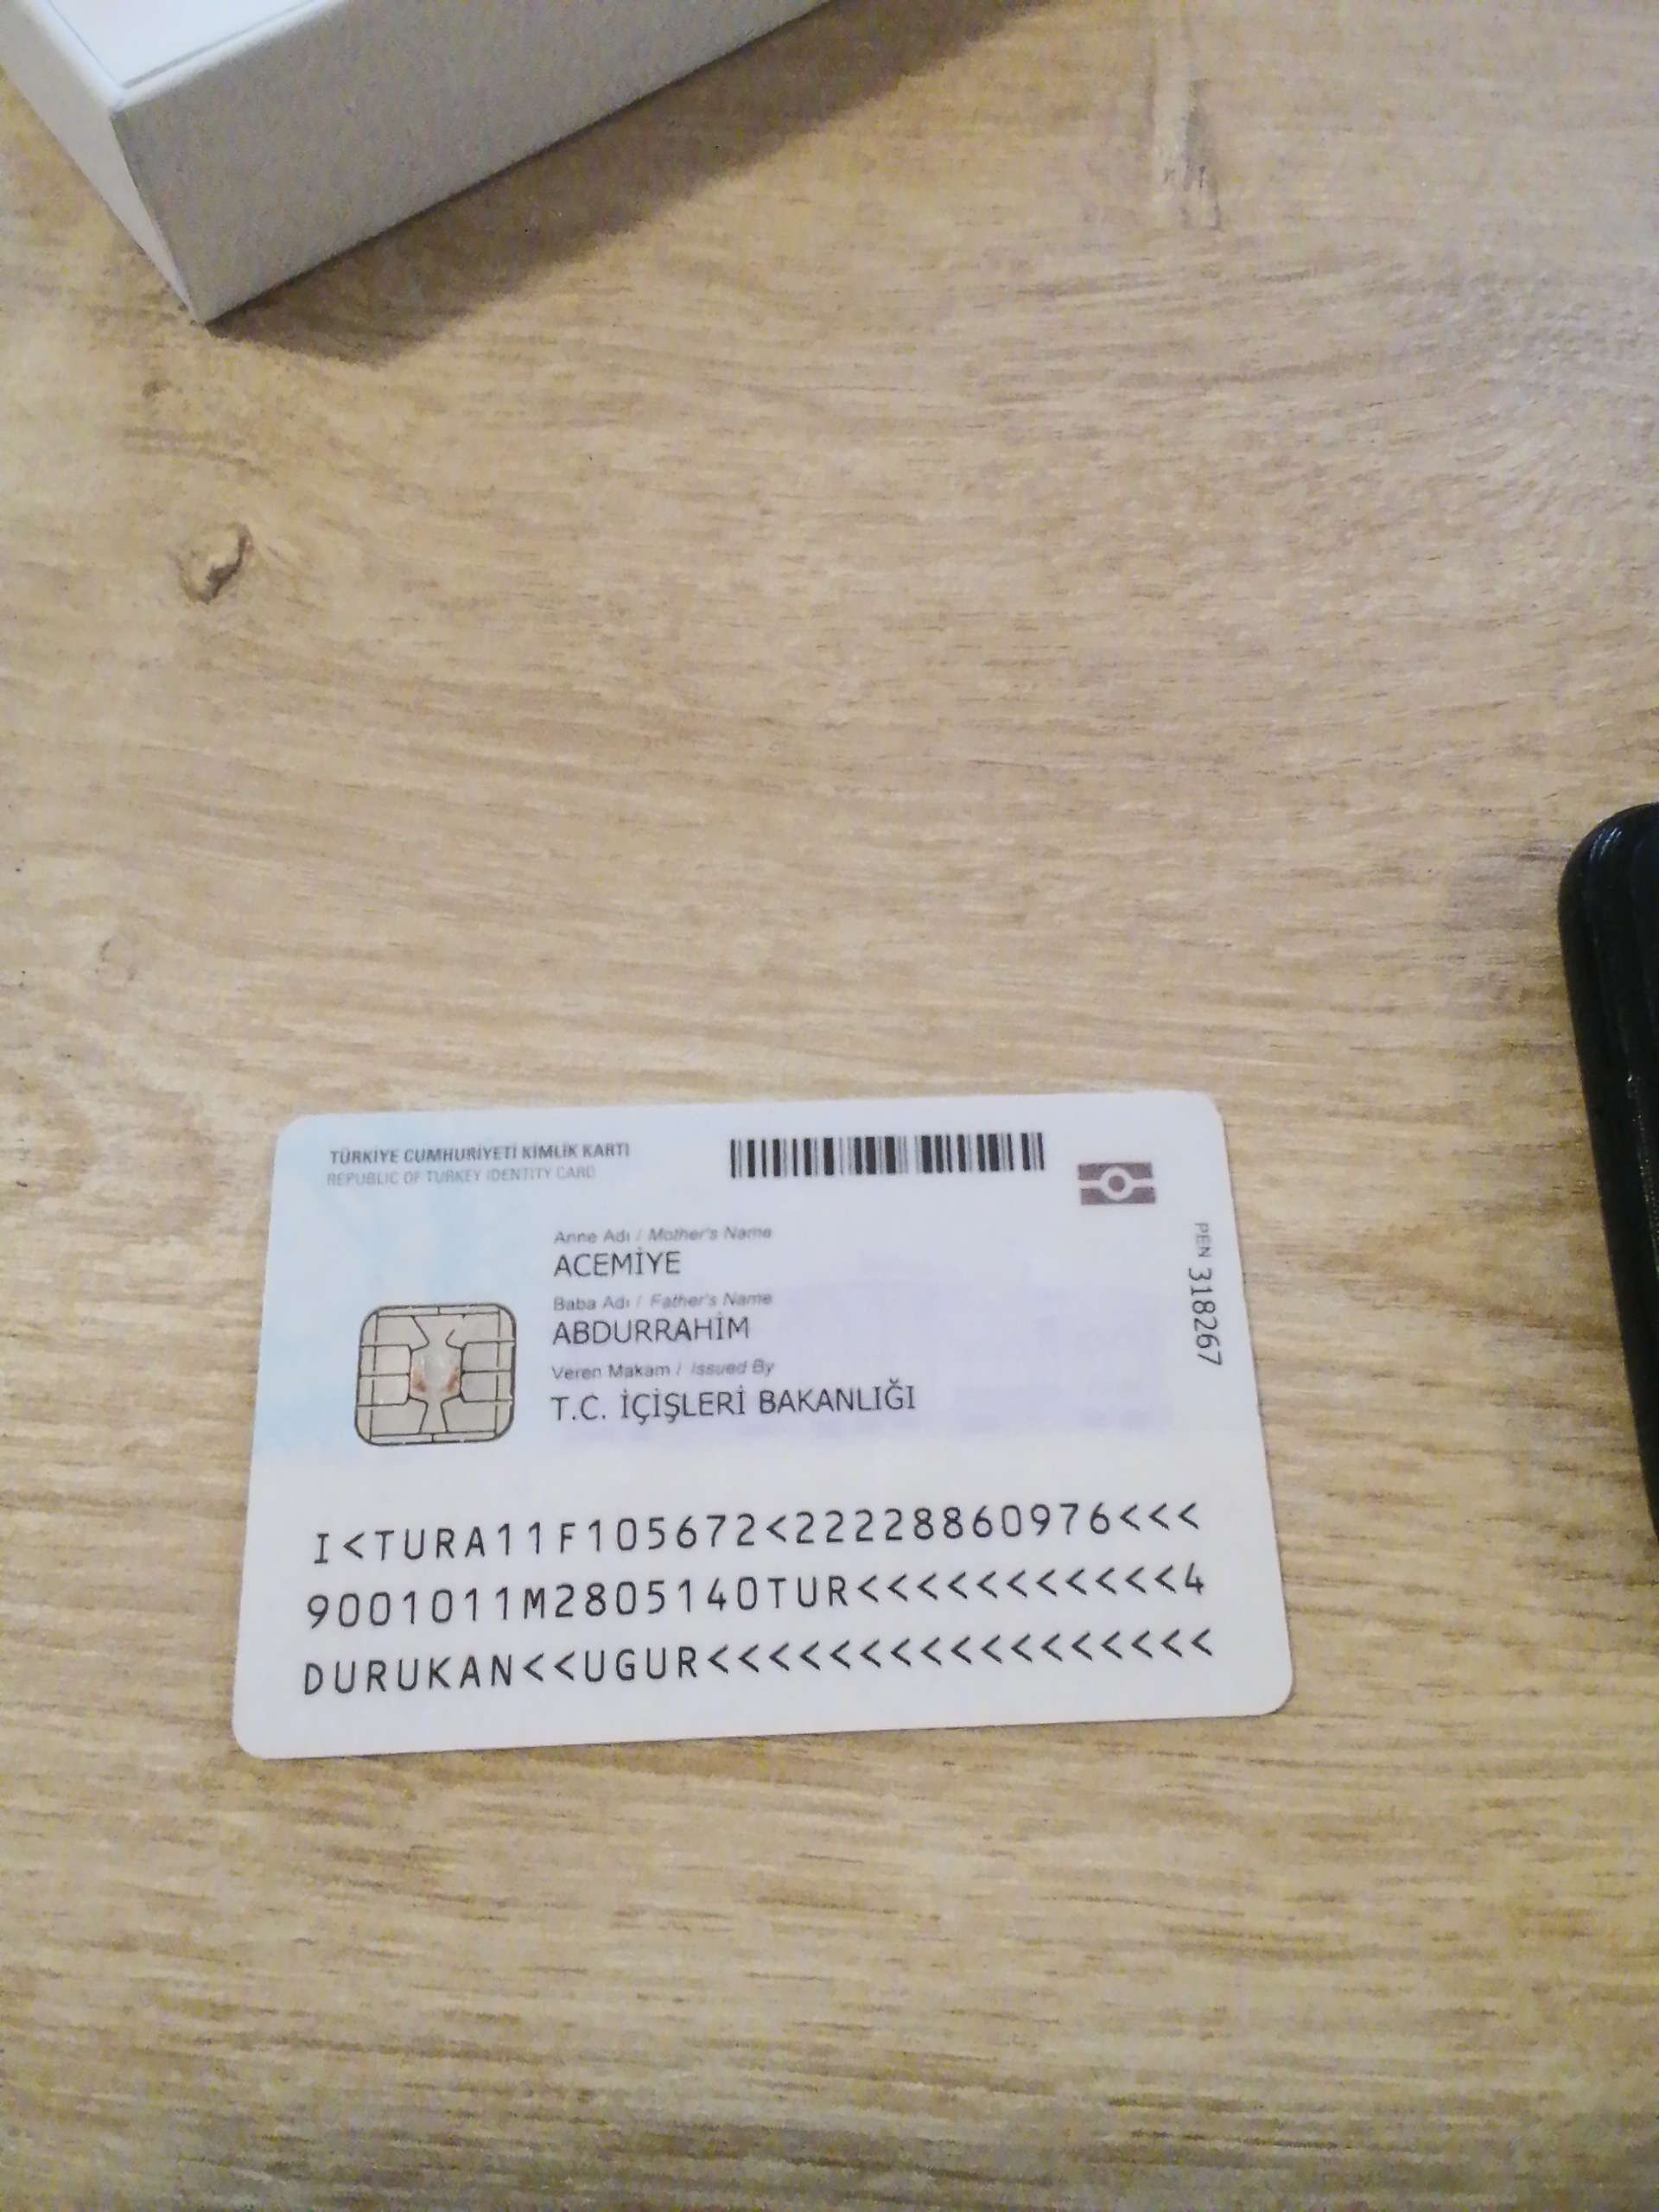 TÜRKİYE CUMHURİYETİ KİMLİK KARTI
REPUBLIC OF TURKEY IDENTITY CARD
Anne Adı / Mother's Name
ACEMİYE
Baba Adı / Father's Name
ABDURRAHİM
Veren Makam / Issued By
T.C. İÇİŞLERİ BAKANLIĞI
PEN 318267
I<TURA11F105672<22228860976<<<
9001011M2805140TUR<<<<<<<<<<<4
DURUKAN<<UGUR<<<<<<<<<<<<<<<<<